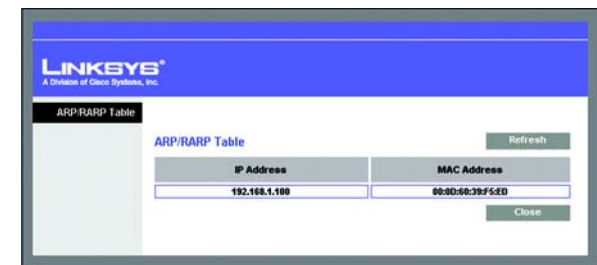 LINKSYS®
A Division of Cisco Systems, Inc.
ARP/RARP Table
ARP/RARP Table
Refresh
IP Address MAC Address
192.168.1.100 00:0D:60:39:F5:ED
Close